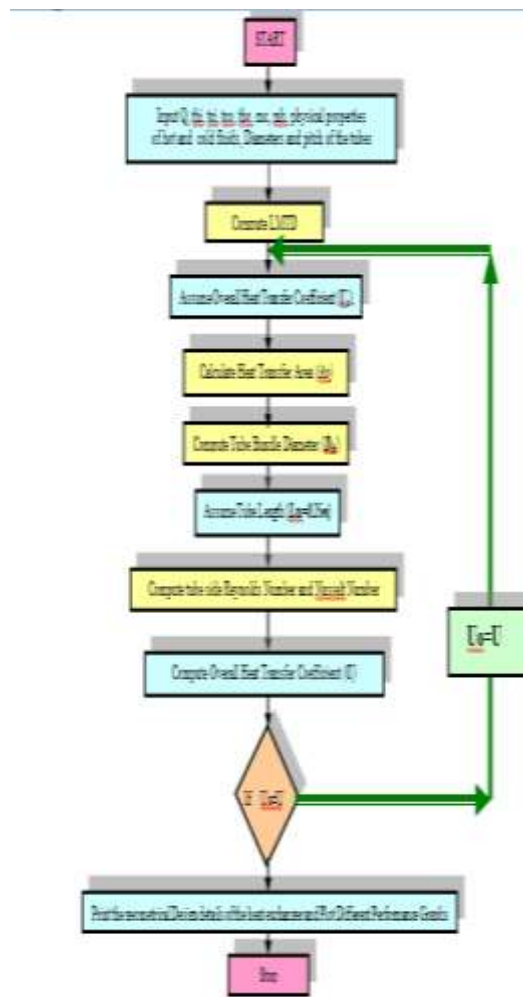 START
Input Q, thi, tci, tco, tho, mc, mh, physical properties
of hot and cold fluids, Diameter and pitch of the tubes
Compute LMTD
Assume Overall Heat Transfer Coefficient
Calculate Heat Transfer Area
Compute Tube Bundle Diameter
Assume Tube Length
Compute tube side Reynolds Number and Nusselt Number
Compute Overall Heat Transfer Coefficient (U)
IF
Print the geometrical Design details of the heat exchanger and Plot Different Performance Graphs
Stop